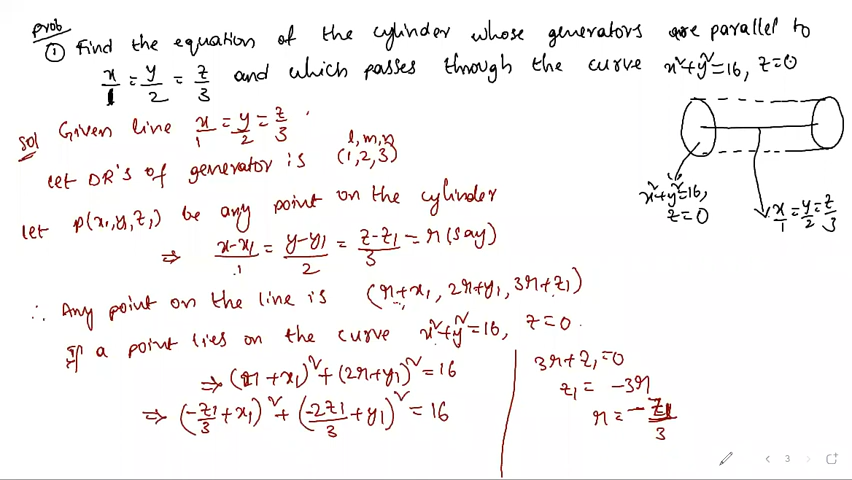 Prob
① Find the equation of the cylinder whose generators are parallel to
x/1 = y/2 = z/3 and which passes through the curve x²+y²=16, z=0
Sol Given line x/1 = y/2 = z/3
l, m, n
let DR's of generator is (1,2,3)
let P(x₁,y₁,z₁) be any point on the cylinder
⇒ x-x₁/1 = y-y₁/2 = z-z₁/3 = r (say)
∴ Any point on the line is (r+x₁, 2r+y₁, 3r+z₁)
If a point lies on the curve x²+y²=16, z=0.
⇒ (r+x₁)² + (2r+y₁)² = 16
⇒ (-z₁/3 + x₁)² + (-2z₁/3 + y₁)² = 16
3r+z₁=0
z₁ = -3r
r = -z₁/3
x²+y²=16,
z=0
x/1 = y/2 = z/3
3